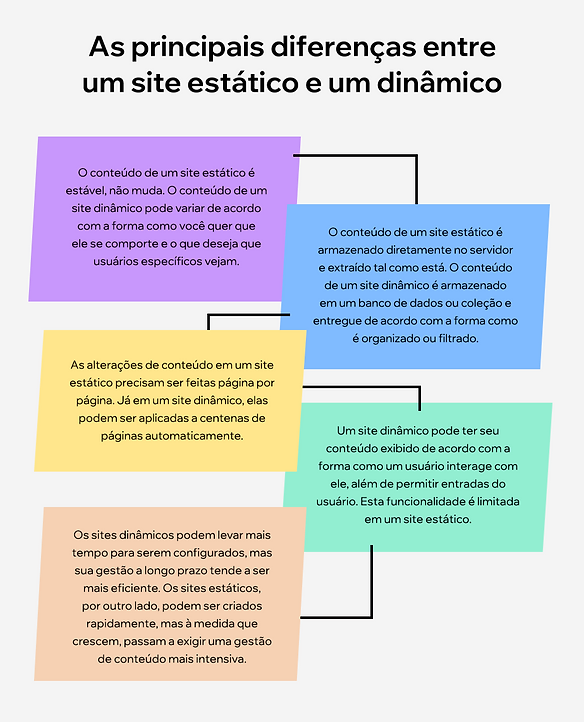 As principais diferenças entre
um site estático e um dinâmico
O conteúdo de um site estático é
estável, não muda. O conteúdo de um
site dinâmico pode variar de acordo
com a forma como você quer que
ele se comporte e o que deseja que
usuários específicos vejam.
O conteúdo de um site estático é
armazenado diretamente no servidor
e extraído tal como está. O conteúdo
de um site dinâmico é armazenado
em um banco de dados ou coleção e
entregue de acordo com a forma como
é organizado ou filtrado.
As alterações de conteúdo em um site
estático precisam ser feitas página por
página. Já em um site dinâmico, elas
podem ser aplicadas a centenas de
páginas automaticamente.
Um site dinâmico pode ter seu
conteúdo exibido de acordo com a
forma como um usuário interage com
ele, além de permitir entradas do
usuário. Esta funcionalidade é limitada
em um site estático.
Os sites dinâmicos podem levar mais
tempo para serem configurados, mas
sua gestão a longo prazo tende a ser
mais eficiente. Os sites estáticos,
por outro lado, podem ser criados
rapidamente, mas à medida que
crescem, passam a exigir uma gestão
de conteúdo mais intensiva.